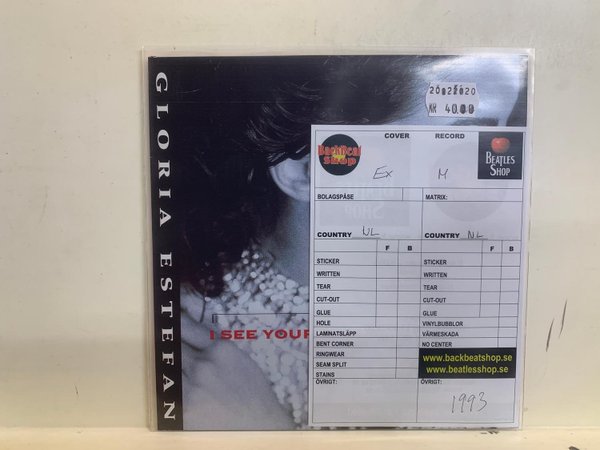 GLORIA ESTEFAN
I SEE YOUR
20022020
KR 40.00
COVER RECORD
BackBeat
Shop
BEATLES
SHOP
Ex M
BOLAGSPÅSE MATRIX:
COUNTRY NL COUNTRY NL
F B F B
STICKER STICKER
WRITTEN WRITTEN
TEAR TEAR
CUT-OUT CUT-OUT
GLUE GLUE
HOLE VINYLBUBBLOR
LAMINATSLÄPP VÄRMESKADA
BENT CORNER NO CENTER
RINGWEAR
SEAM SPLIT
STAINS
www.backbeatshop.se
www.beatlesshop.se
ÖVRIGT: ÖVRIGT:
1993